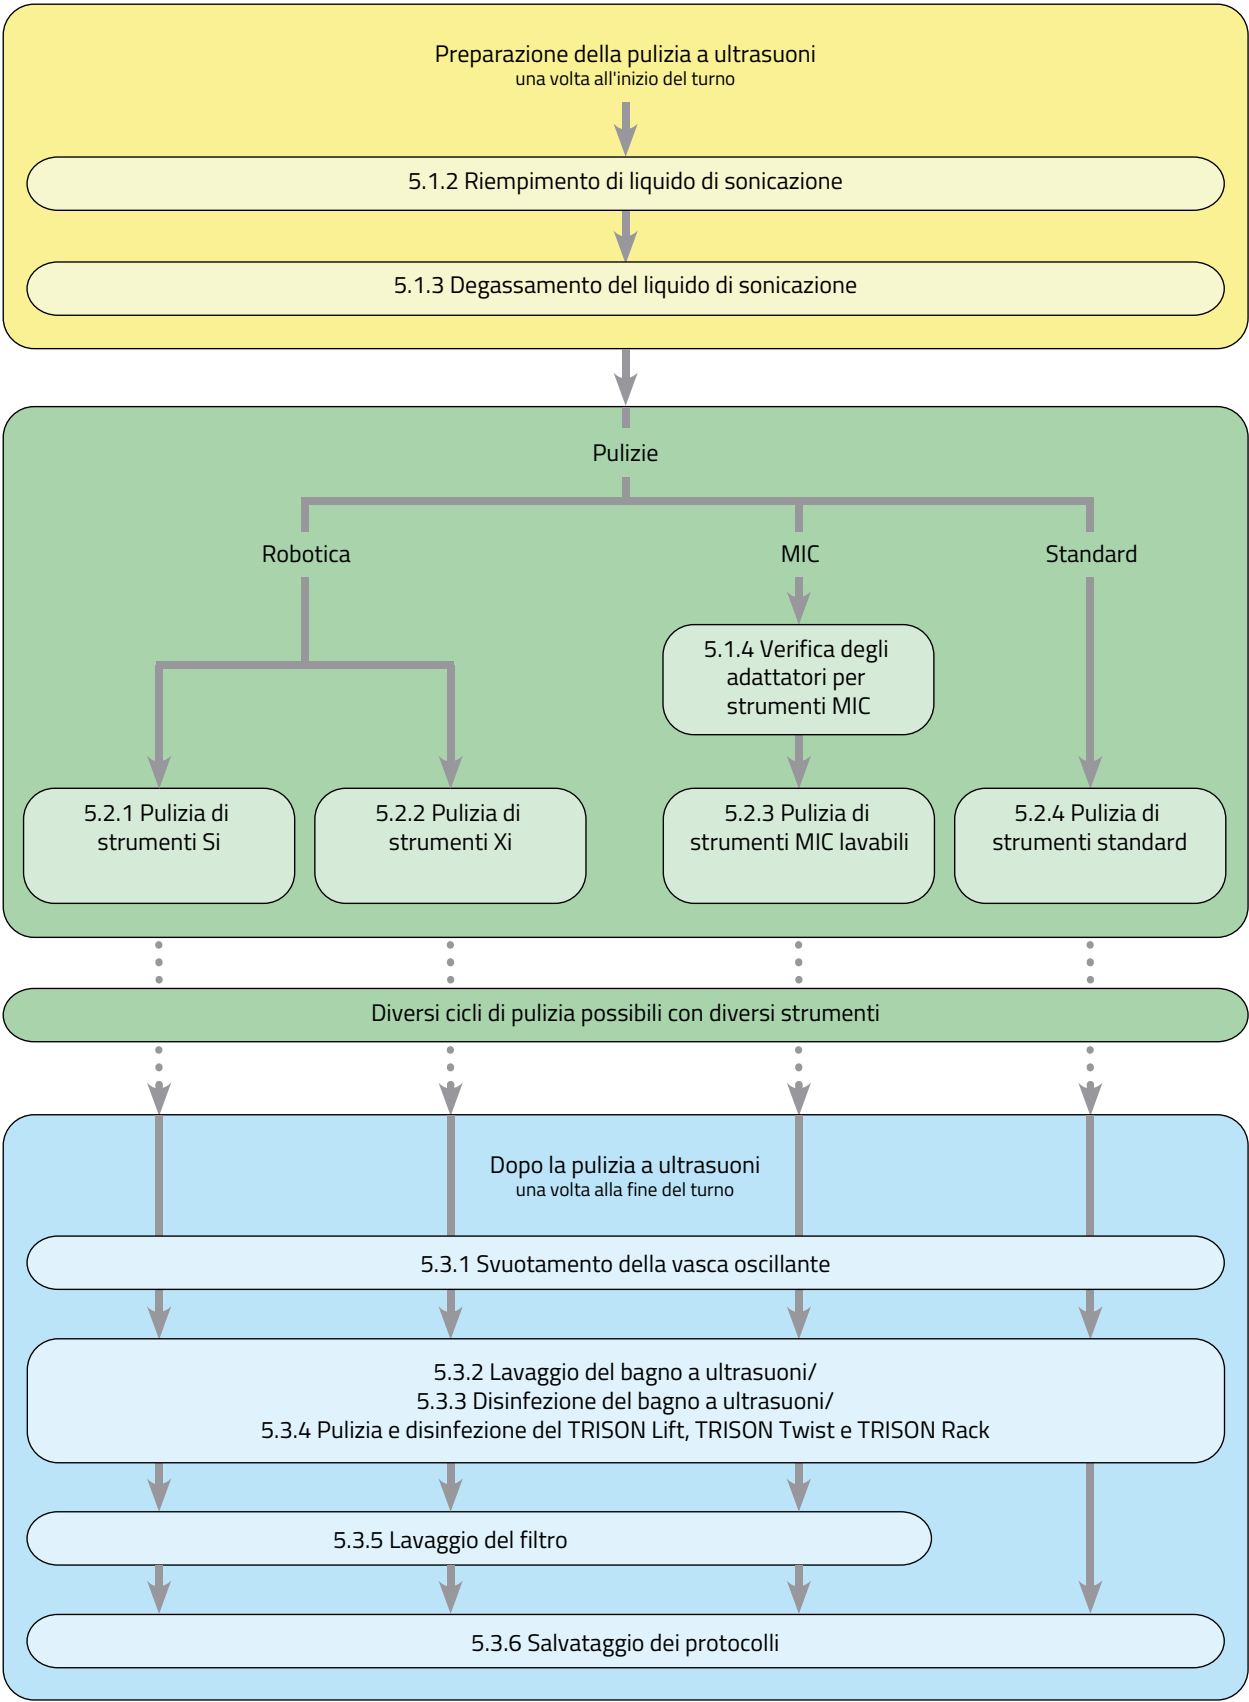 Preparazione della pulizia a ultrasuoni
una volta all'inizio del turno
5.1.2 Riempimento di liquido di sonicazione
5.1.3 Degassamento del liquido di sonicazione
Pulizie
Robotica
MIC
Standard
5.1.4 Verifica degli
adattatori per
strumenti MIC
5.2.1 Pulizia di
strumenti Si
5.2.2 Pulizia di
strumenti Xi
5.2.3 Pulizia di
strumenti MIC lavabili
5.2.4 Pulizia di
strumenti standard
Diversi cicli di pulizia possibili con diversi strumenti
Dopo la pulizia a ultrasuoni
una volta alla fine del turno
5.3.1 Svuotamento della vasca oscillante
5.3.2 Lavaggio del bagno a ultrasuoni/
5.3.3 Disinfezione del bagno a ultrasuoni/
5.3.4 Pulizia e disinfezione del TRISON Lift, TRISON Twist e TRISON Rack
5.3.5 Lavaggio del filtro
5.3.6 Salvataggio dei protocolli